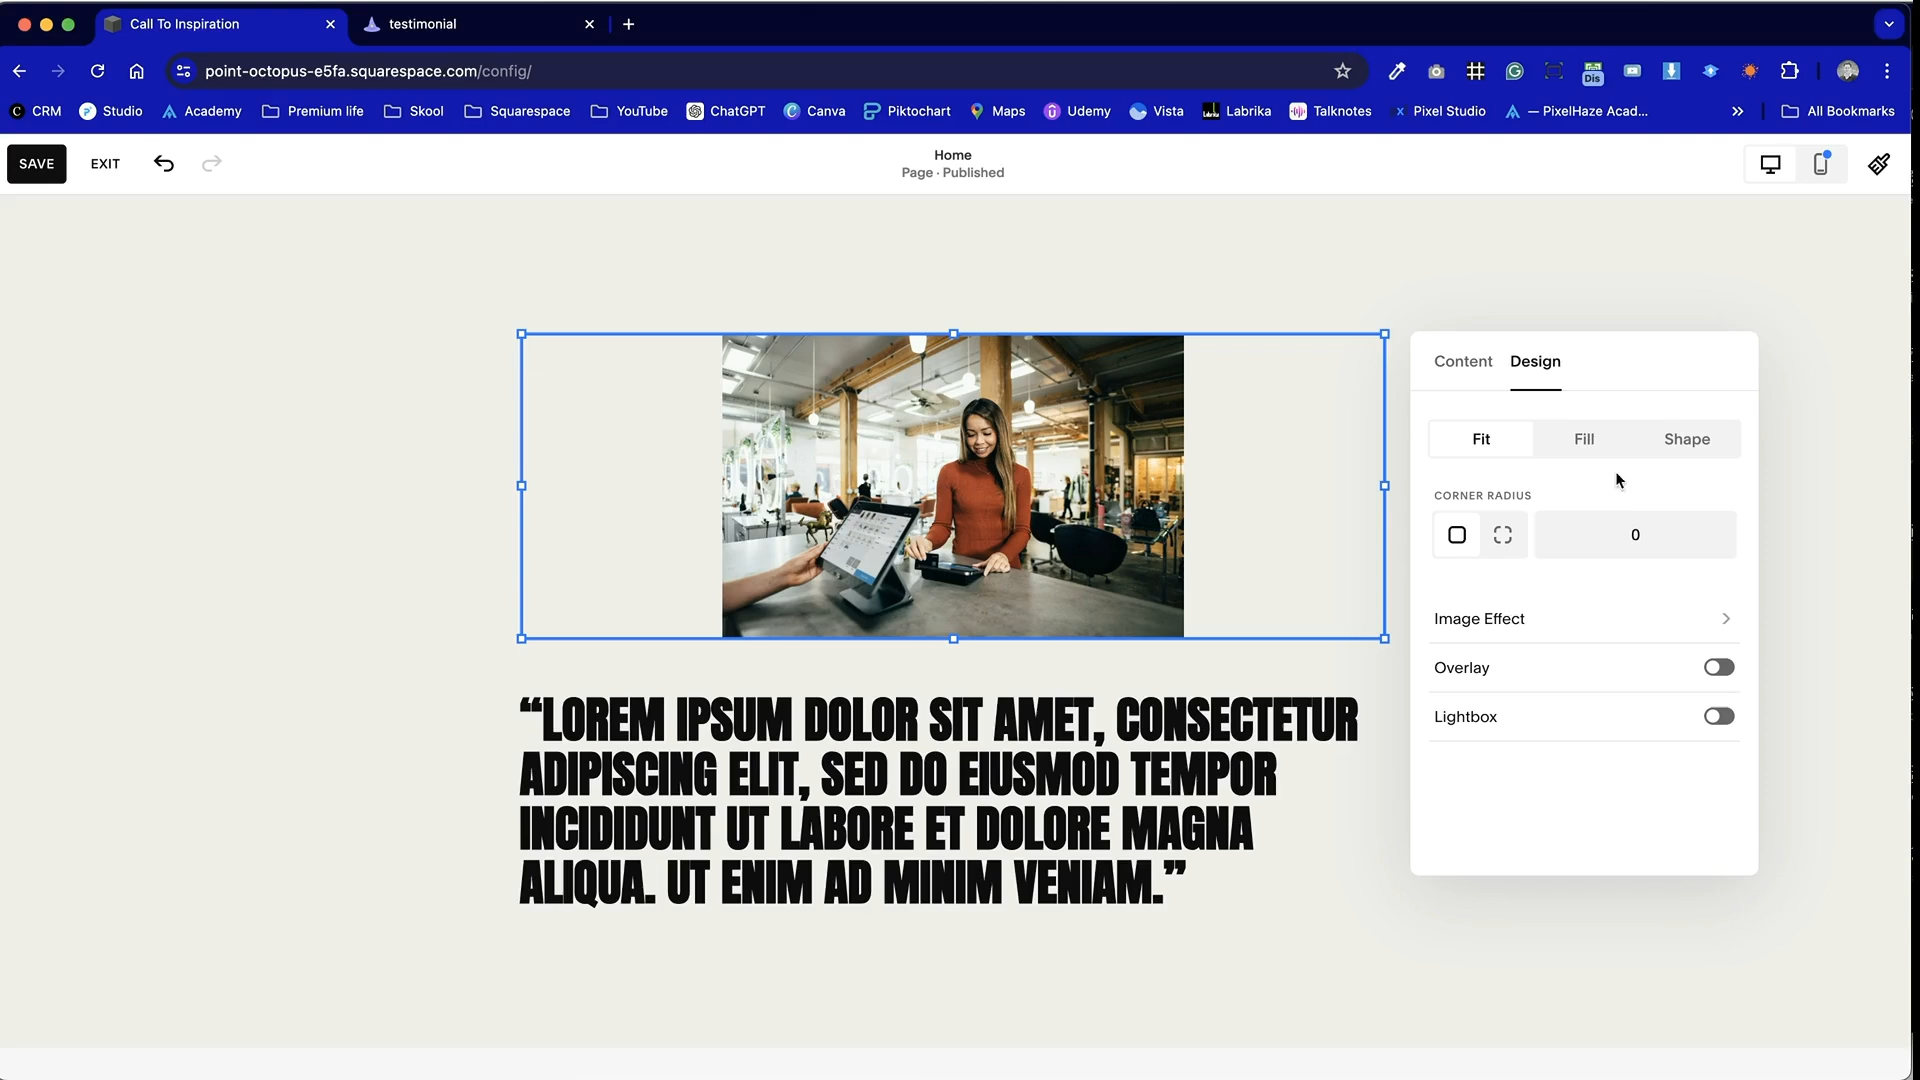 Call To Inspiration
testimonial
point-octopus-e5fa.squarespace.com/config/
Dis
CRM
Studio
Academy
Premium life
Skool
Squarespace
YouTube
ChatGPT
Canva
Piktochart
Maps
Udemy
Vista
Labrika
Talknotes
Pixel Studio
— PixelHaze Acad...
All Bookmarks
SAVE
EXIT
Home
Page · Published
Content
Design
Fit
Fill
Shape
CORNER RADIUS
0
Image Effect
Overlay
Lightbox
“LOREM IPSUM DOLOR SIT AMET, CONSECTETUR
ADIPISCING ELIT, SED DO EIUSMOD TEMPOR
INCIDIDUNT UT LABORE ET DOLORE MAGNA
ALIQUA. UT ENIM AD MINIM VENIAM.”